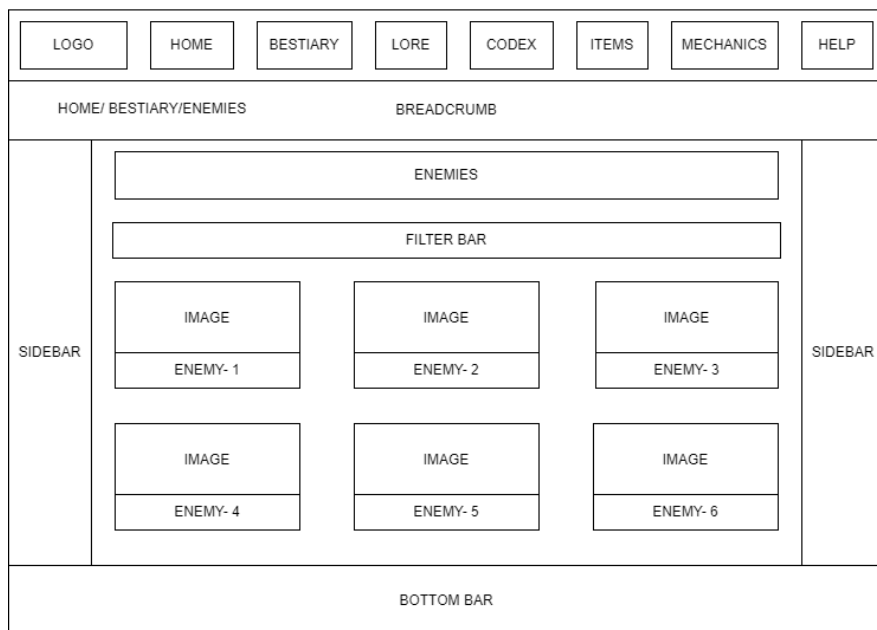 LOGO HOME BESTIARY LORE CODEX ITEMS MECHANICS HELP
HOME/ BESTIARY/ENEMIES BREADCRUMB
ENEMIES
FILTER BAR
IMAGE IMAGE IMAGE
SIDEBAR SIDEBAR
ENEMY- 1 ENEMY- 2 ENEMY- 3
IMAGE IMAGE IMAGE
ENEMY- 4 ENEMY- 5 ENEMY- 6
BOTTOM BAR